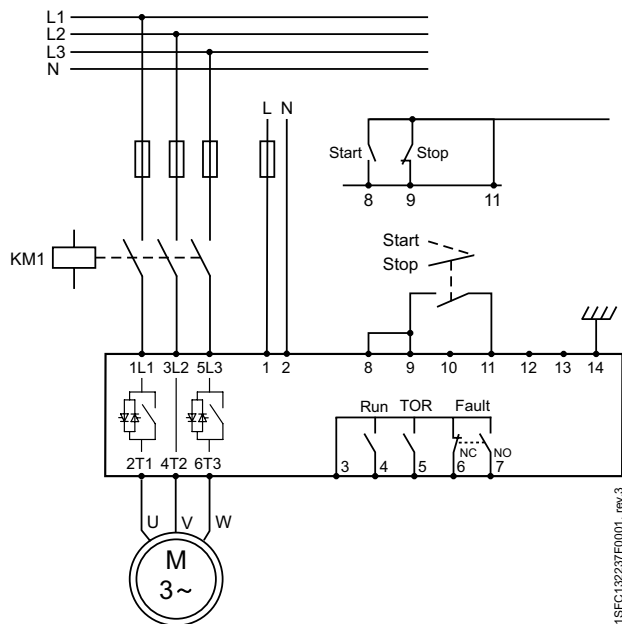 L1
L2
L3
N
L N
Start Stop
8 9 11
Start
Stop
KM1
1L1 3L2 5L3 1 2 8 9 10 11 12 13 14
Run TOR Fault
NC NO
2T1 4T2 6T3 3 4 5 6 7
U V W
M
3~
1SFC132237F0001, rev.3